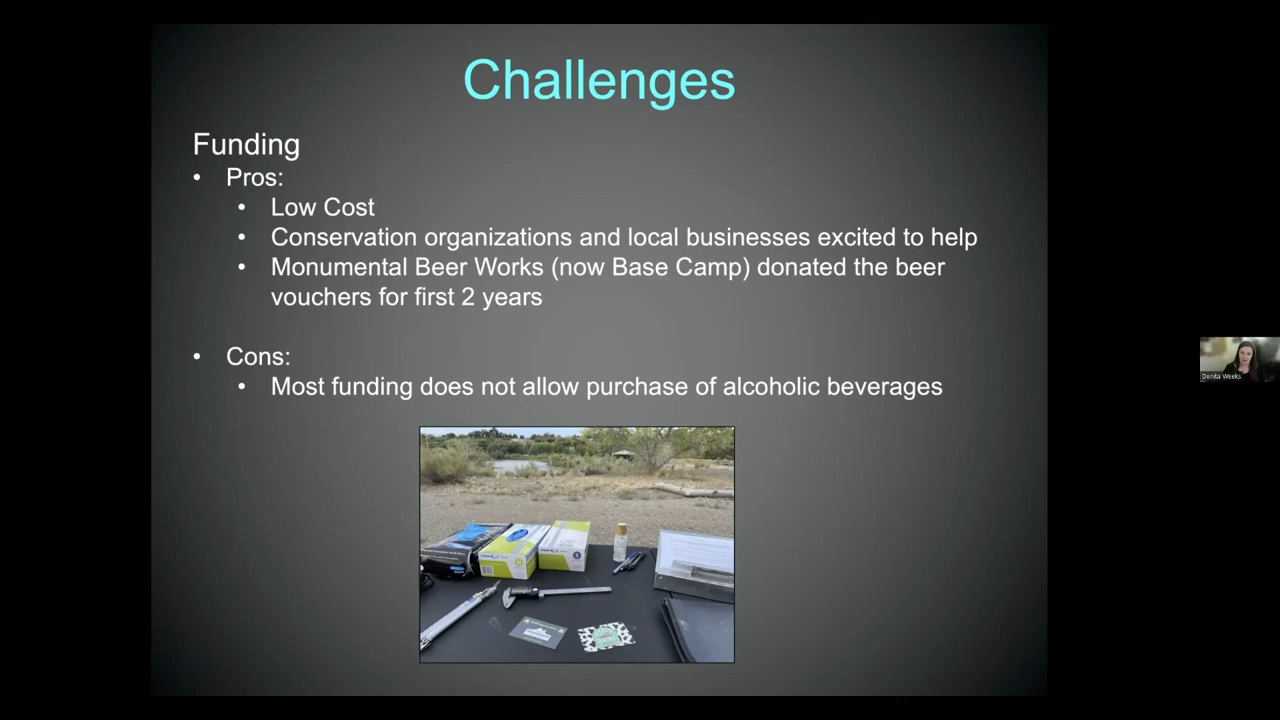 Challenges
Funding
• Pros:
• Low Cost
• Conservation organizations and local businesses excited to help
• Monumental Beer Works (now Base Camp) donated the beer
vouchers for first 2 years
• Cons:
• Most funding does not allow purchase of alcoholic beverages
Denita Weeks